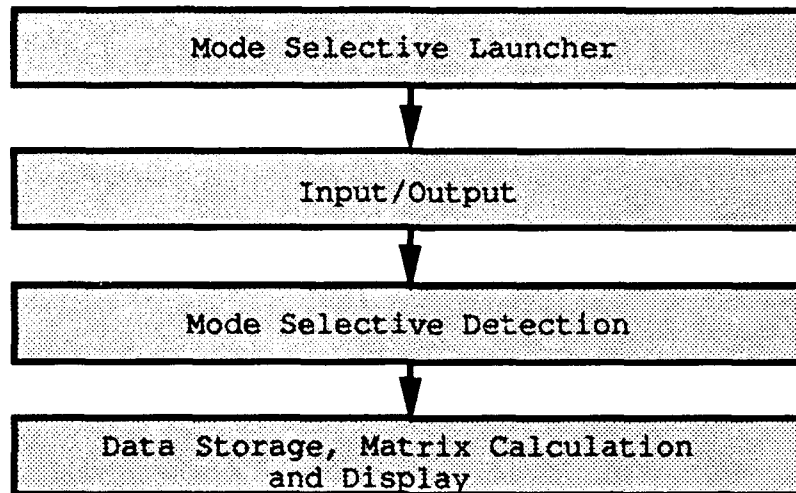 Mode Selective Launcher
Input/Output
Mode Selective Detection
Data Storage, Matrix Calculation
and Display